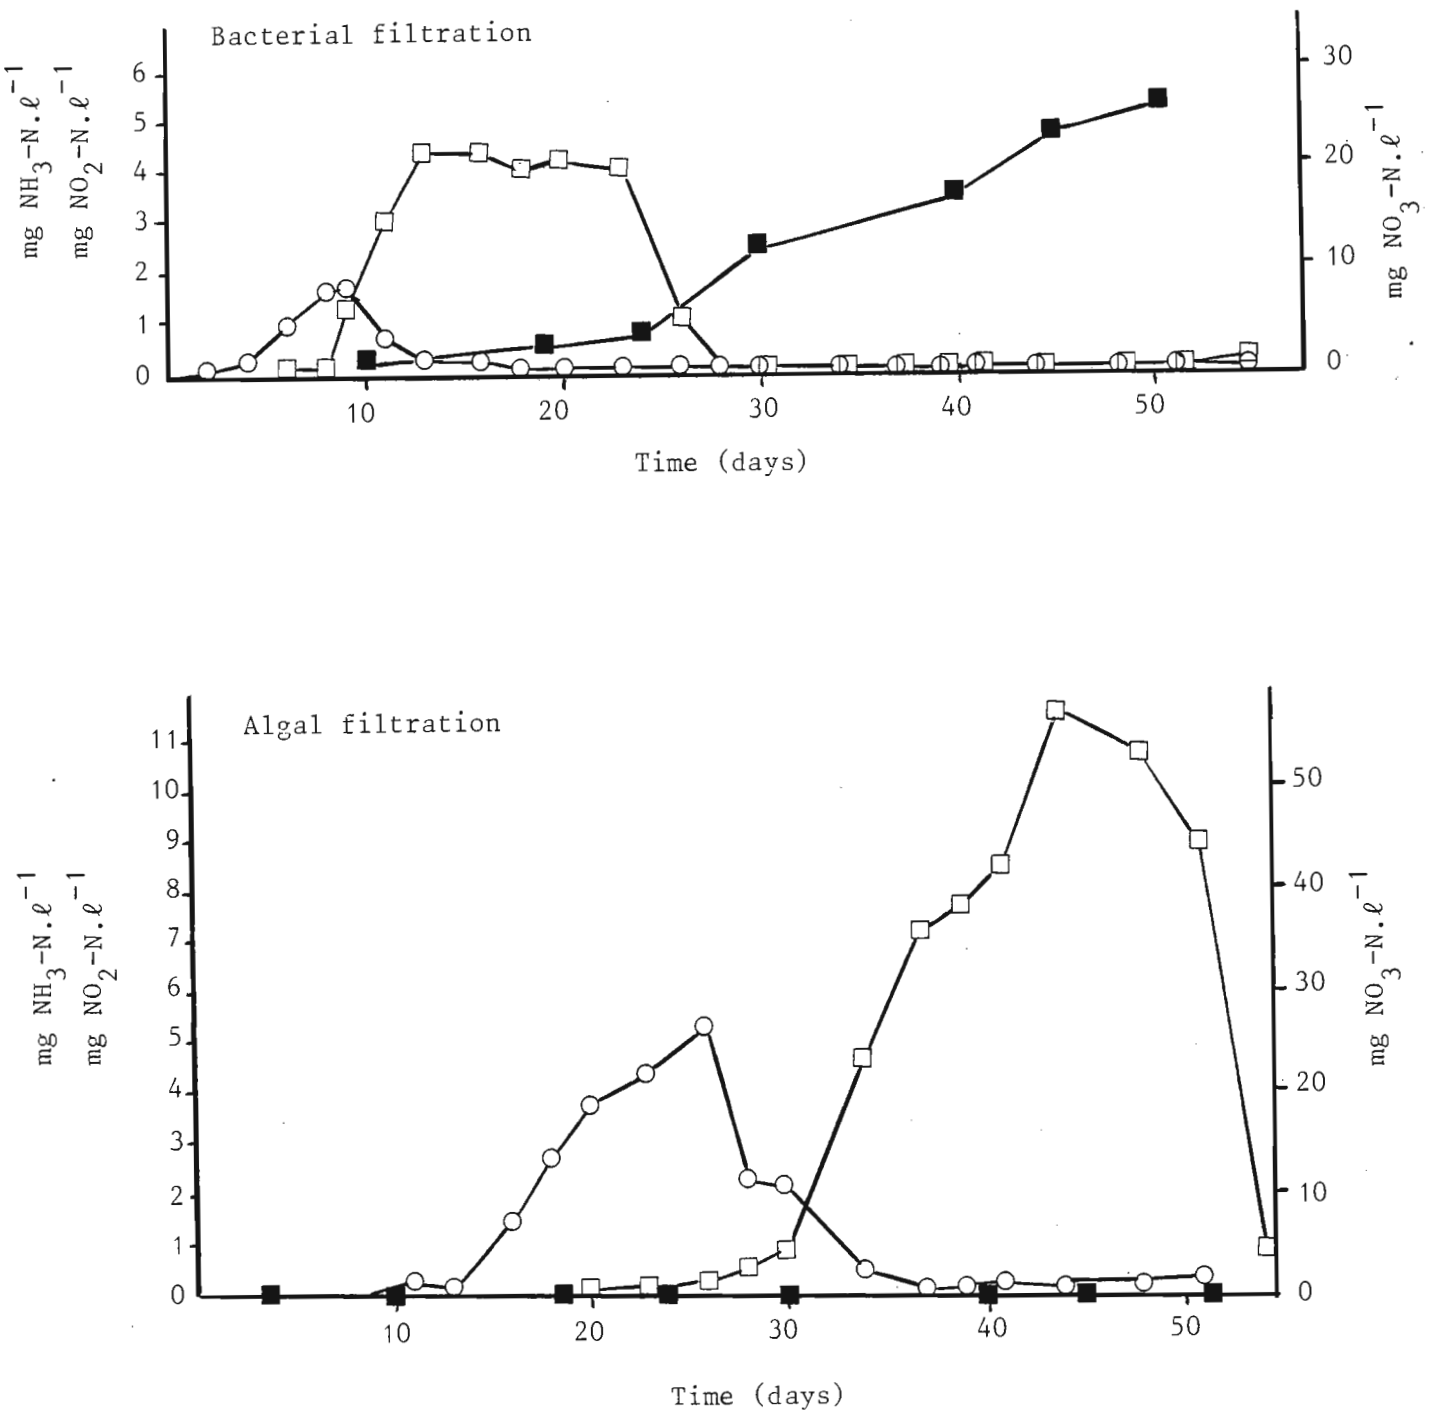 Bacterial filtration
mg NH3-N.ℓ⁻¹
mg NO2-N.ℓ⁻¹
6
5
4
3
2
1
0
30
20
10
0
mg NO3-N.ℓ⁻¹
10 20 30 40 50
Time (days)
Algal filtration
mg NH3-N.ℓ⁻¹
mg NO2-N.ℓ⁻¹
11
10
9
8
7
6
5
4
3
2
1
0
50
40
30
20
10
0
mg NO3-N.ℓ⁻¹
10 20 30 40 50
Time (days)